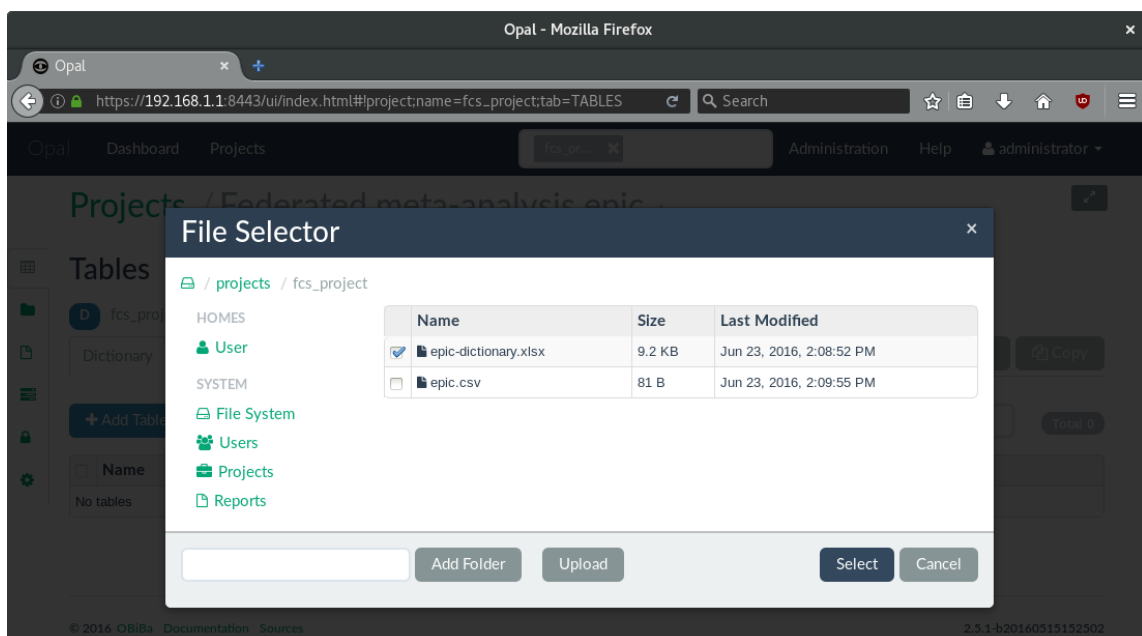 Opal - Mozilla Firefox
Opal
https://192.168.1.1:8443/ui/index.html#!project;name=fcs_project;tab=TABLES
Search
Opal Dashboard Projects fcs_pr... Administration Help administrator
Projects / Federated meta-analysis epic
File Selector
Tables
/ projects / fcs_project
D fcs_proj
HOMES
Name Size Last Modified
User
epic-dictionary.xlsx 9.2 KB Jun 23, 2016, 2:08:52 PM
Dictionary
Copy
SYSTEM
epic.csv 81 B Jun 23, 2016, 2:09:55 PM
File System
+ Add Table
Total 0
Users
Name
Projects
No tables
Reports
Add Folder Upload Select Cancel
© 2016 OBiBa Documentation Sources 2.5.1-b20160515152502